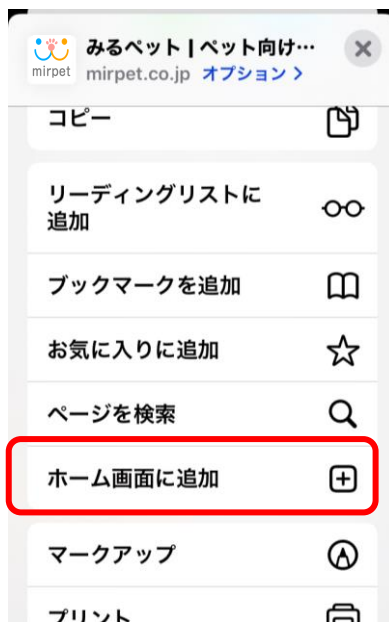 みるペット | ペット向け…
mirpet
mirpet.co.jp オプション >
コピー
リーディングリストに
追加
ブックマークを追加
お気に入りに追加
ページを検索
ホーム画面に追加
マークアップ
プリント